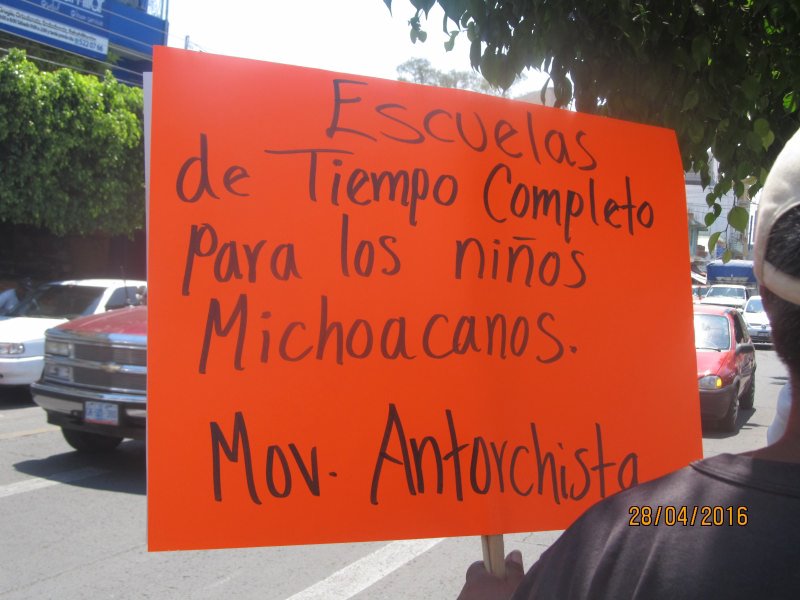 Escuelas
de Tiempo Completo
para los niños
Michoacanos.
Mov. Antorchista
28/04/2016